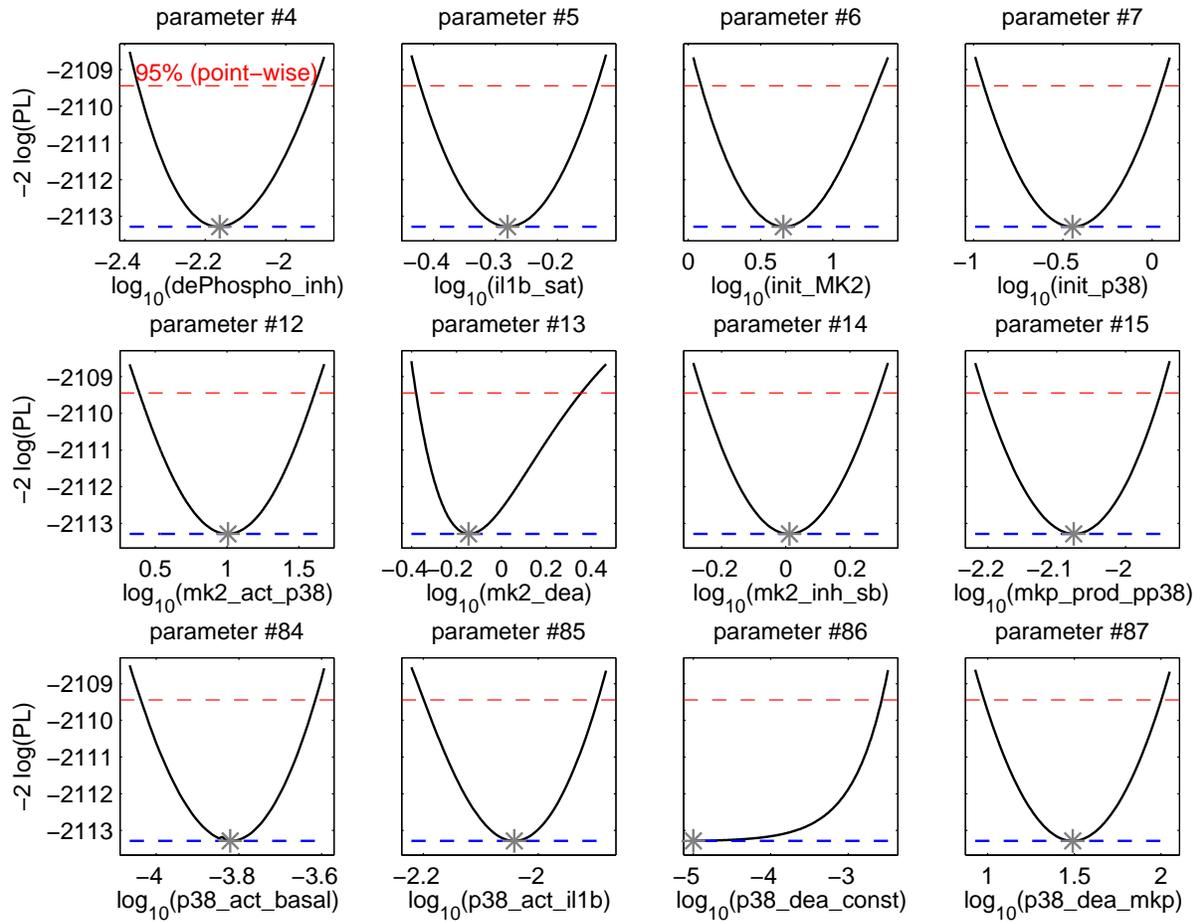 parameter #4 parameter #5 parameter #6 parameter #7
95% (point−wise)
−2109
−2110
−2111
−2112
−2113
−2 log(PL)
−2.4 −2.2 −2 −0.4 −0.3 −0.2 0 0.5 1 −1 −0.5 0
log10(dePhospho_inh) log10(il1b_sat) log10(init_MK2) log10(init_p38)
parameter #12 parameter #13 parameter #14 parameter #15
−2109
−2110
−2111
−2112
−2113
−2 log(PL)
0.5 1 1.5 −0.4 −0.2 0 0.2 0.4 −0.2 0 0.2 −2.2 −2.1 −2
log10(mk2_act_p38) log10(mk2_dea) log10(mk2_inh_sb) log10(mkp_prod_pp38)
parameter #84 parameter #85 parameter #86 parameter #87
−2109
−2110
−2111
−2112
−2113
−2 log(PL)
−4 −3.8 −3.6 −2.2 −2 −5 −4 −3 1 1.5 2
log10(p38_act_basal) log10(p38_act_il1b) log10(p38_dea_const) log10(p38_dea_mkp)